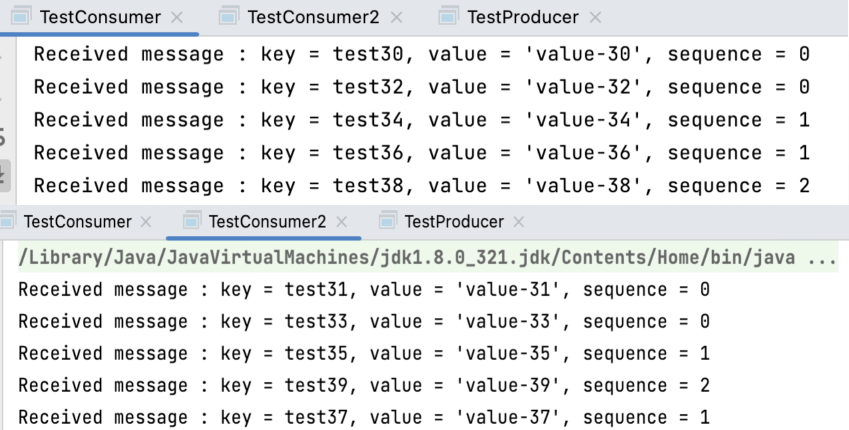 TestConsumer × TestConsumer2 × TestProducer ×
Received message : key = test30, value = 'value-30', sequence = 0
Received message : key = test32, value = 'value-32', sequence = 0
Received message : key = test34, value = 'value-34', sequence = 1
Received message : key = test36, value = 'value-36', sequence = 1
Received message : key = test38, value = 'value-38', sequence = 2
TestConsumer × TestConsumer2 × TestProducer ×
/Library/Java/JavaVirtualMachines/jdk1.8.0_321.jdk/Contents/Home/bin/java ...
Received message : key = test31, value = 'value-31', sequence = 0
Received message : key = test33, value = 'value-33', sequence = 0
Received message : key = test35, value = 'value-35', sequence = 1
Received message : key = test39, value = 'value-39', sequence = 2
Received message : key = test37, value = 'value-37', sequence = 1